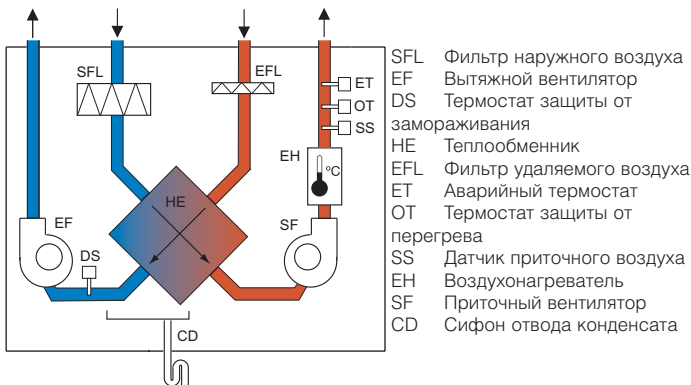 SFL
EFL
ET
OT
SS
EH
°C
HE
EF
SF
DS
CD
SFL Фильтр наружного воздуха
EF Вытяжной вентилятор
DS Термостат защиты от
замораживания
HE Теплообменник
EFL Фильтр удаляемого воздуха
ET Аварийный термостат
OT Термостат защиты от
перегрева
SS Датчик приточного воздуха
EH Воздухонагреватель
SF Приточный вентилятор
CD Сифон отвода конденсата